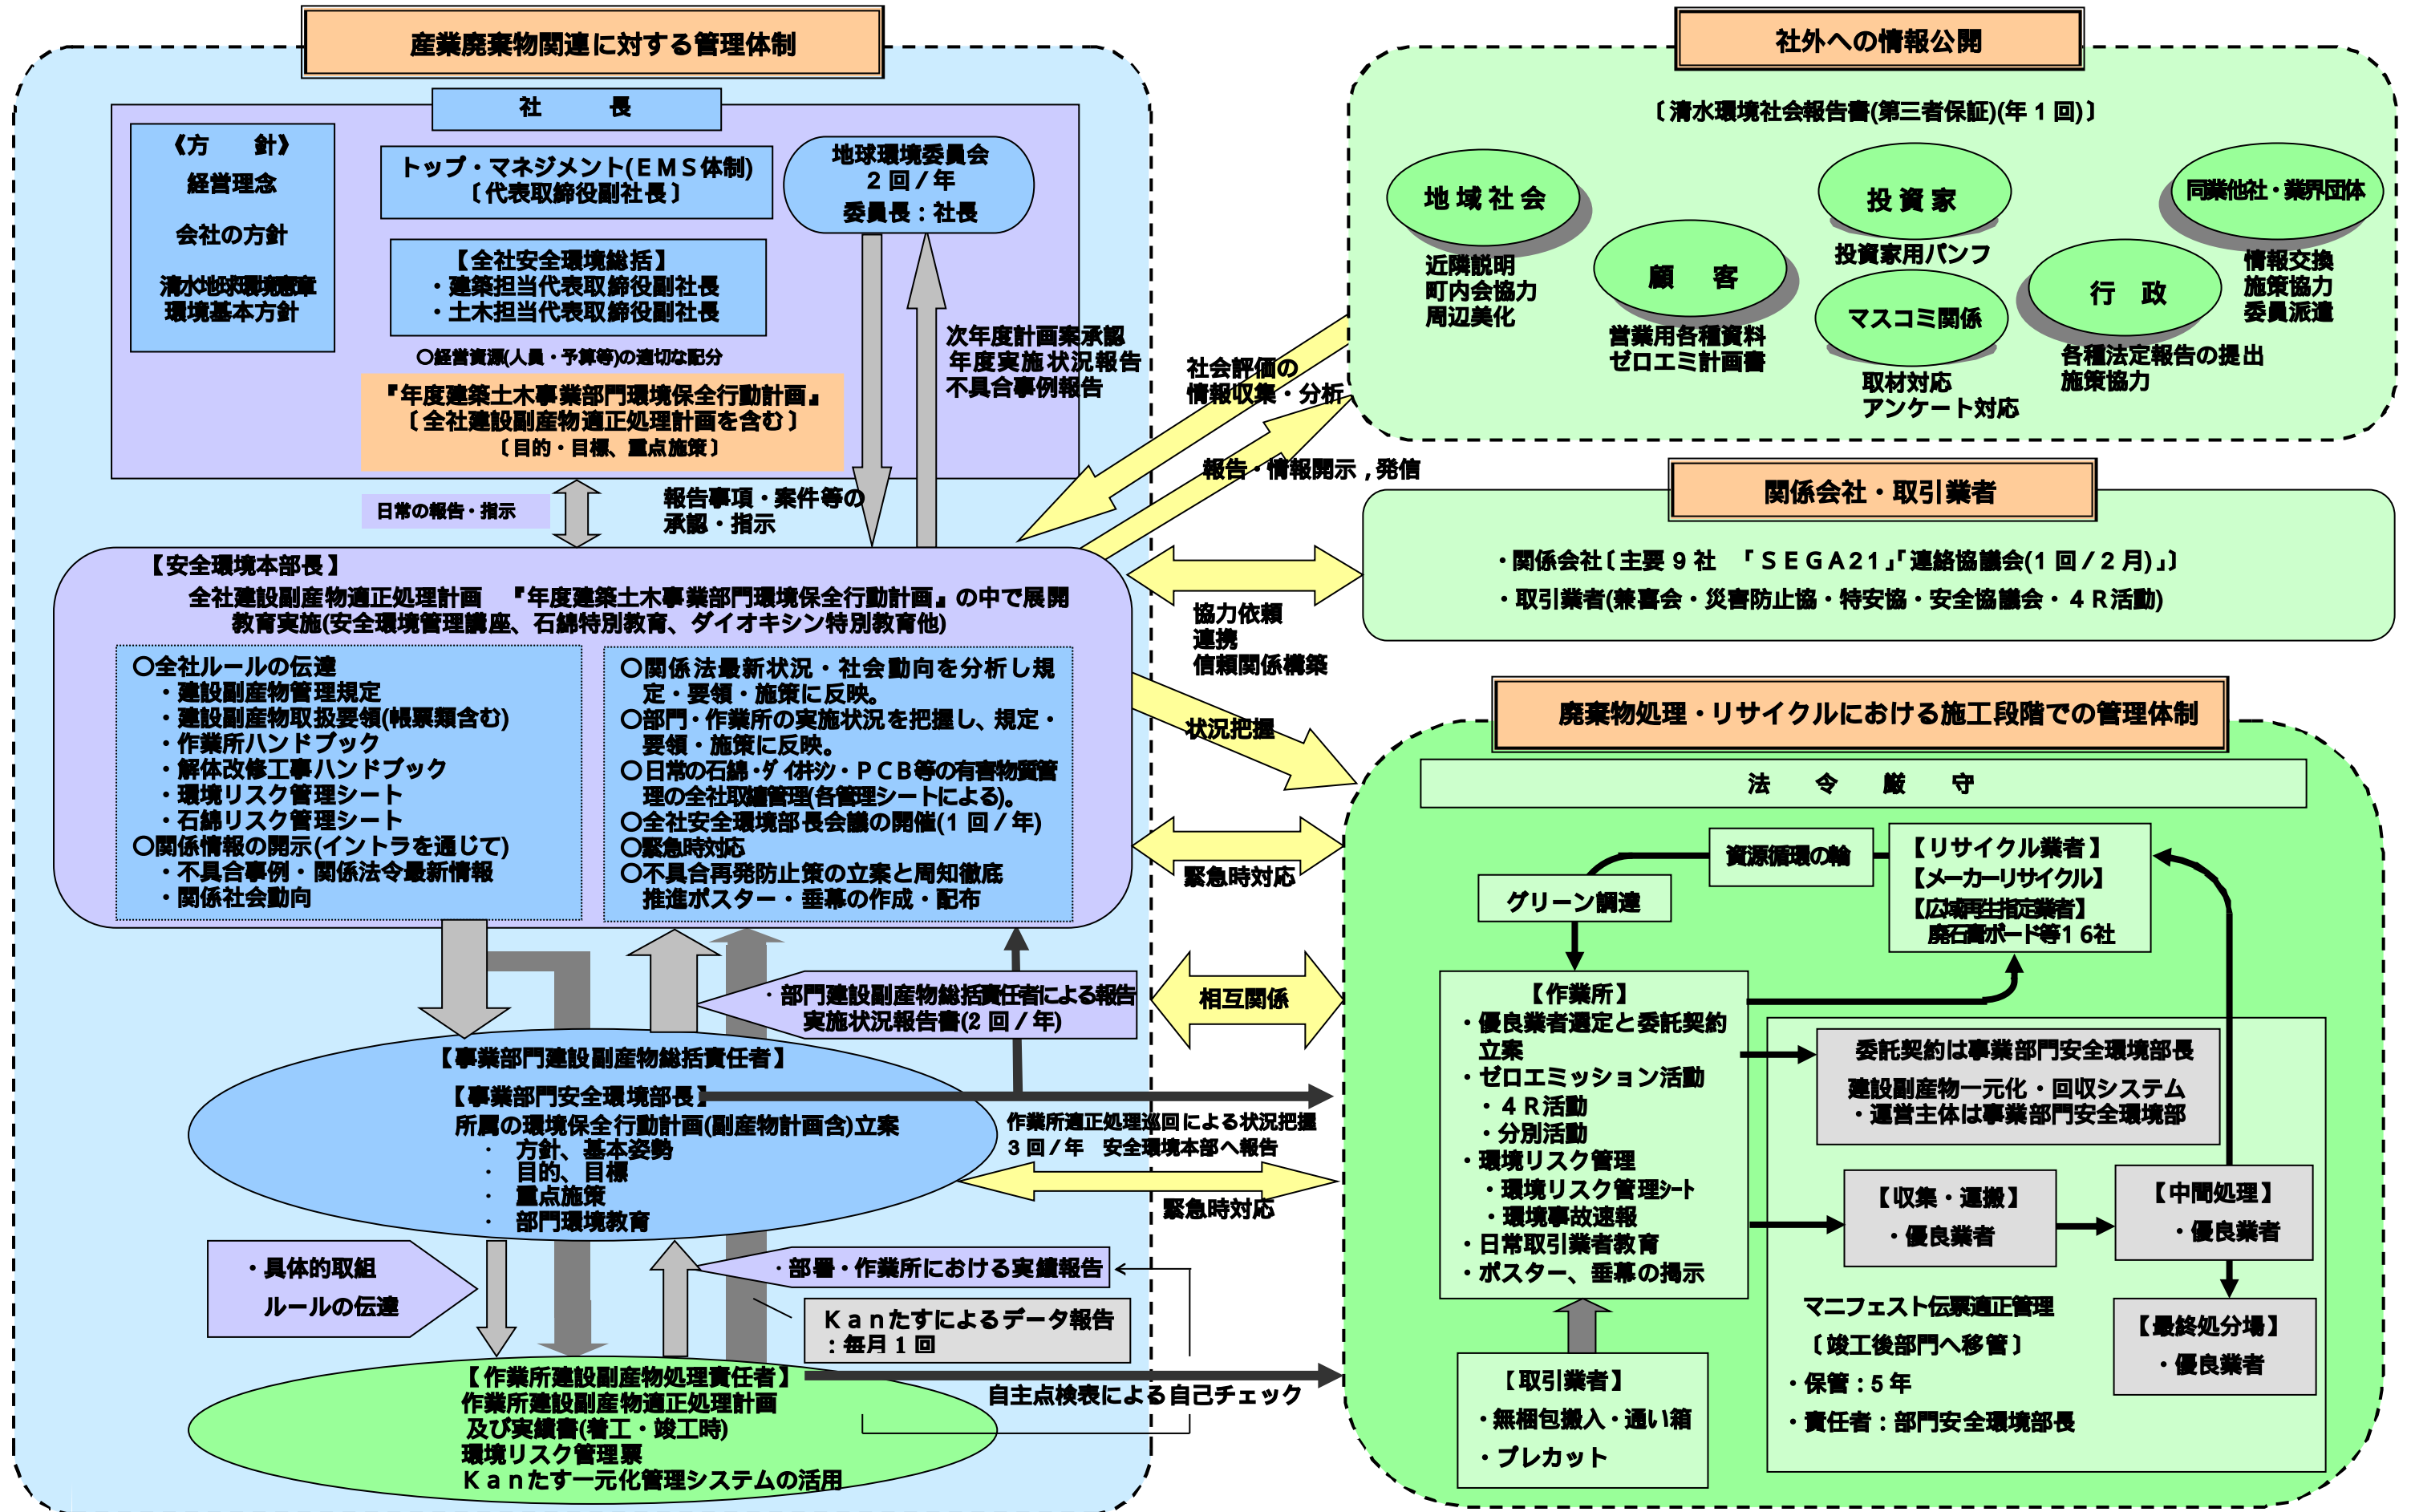 産業廃棄物関連に対する管理体制
社　長
《方　針》
経営理念
会社の方針
清水地球環境憲章
環境基本方針
トップ・マネジメント(ＥＭＳ体制)
〔代表取締役副社長〕
【全社安全環境総括】
・建築担当代表取締役副社長
・土木担当代表取締役副社長
○経営資源(人員・予算等)の適切な配分
『年度建築土木事業部門環境保全行動計画』
〔全社建設副産物適正処理計画を含む〕
〔目的・目標、重点施策〕
地球環境委員会
２回／年
委員長：社長
次年度計画案承認
年度実施状況報告
不具合事例報告
日常の報告・指示
報告事項・案件等の
承認・指示
【安全環境本部長】
全社建設副産物適正処理計画　『年度建築土木事業部門環境保全行動計画』の中で展開
教育実施(安全環境管理講座、石綿特別教育、ダイオキシン特別教育他)
○全社ルールの伝達
・建設副産物管理規定
・建設副産物取扱要領(帳票類含む)
・作業所ハンドブック
・解体改修工事ハンドブック
・環境リスク管理シート
・石綿リスク管理シート
○関係情報の開示(イントラを通じて)
・不具合事例・関係法令最新情報
・関係社会動向
○関係法最新状況・社会動向を分析し規
定・要領・施策に反映。
○部門・作業所の実施状況を把握し、規定・
要領・施策に反映。
○日常の石綿・ダイオキシン・ＰＣＢ等の有害物質管
理の全社取纏管理(各管理シートによる)。
○全社安全環境部長会議の開催(１回／年)
○緊急時対応
○不具合再発防止策の立案と周知徹底
推進ポスター・垂幕の作成・配布
・部門建設副産物総括責任者による報告
実施状況報告書(２回／年)
【事業部門建設副産物総括責任者】
【事業部門安全環境部長】
所属の環境保全行動計画(副産物計画含)立案
・　方針、基本姿勢
・　目的、目標
・　重点施策
・　部門環境教育
作業所適正処理巡回による状況把握
３回／年　安全環境本部へ報告
緊急時対応
・具体的取組
ルールの伝達
・部署・作業所における実績報告
Ｋａｎたすによるデータ報告
：毎月１回
【作業所建設副産物処理責任者】
作業所建設副産物適正処理計画
及び実績書(着工・竣工時)
環境リスク管理票
Ｋａｎたす一元化管理システムの活用
自主点検表による自己チェック
社会評価の
情報収集・分析
報告・情報開示，発信
協力依頼
連携
信頼関係構築
状況把握
緊急時対応
相互関係
社外への情報公開
〔清水環境社会報告書(第三者保証)(年１回)〕
地域社会
近隣説明
町内会協力
周辺美化
顧　客
営業用各種資料
ゼロエミ計画書
投資家
投資家用パンフ
マスコミ関係
取材対応
アンケート対応
行　政
各種法定報告の提出
施策協力
同業他社・業界団体
情報交換
施策協力
委員派遣
関係会社・取引業者
・関係会社〔主要９社　「ＳＥＧＡ21」「連絡協議会(１回／２月)」〕
・取引業者(兼喜会・災害防止協・特安協・安全協議会・４Ｒ活動)
廃棄物処理・リサイクルにおける施工段階での管理体制
法　令　厳　守
資源循環の輪
グリーン調達
【リサイクル業者】
【メーカーリサイクル】
【広域再生指定業者】
廃石膏ボード等１６社
【作業所】
・優良業者選定と委託契約
立案
・ゼロエミッション活動
・４Ｒ活動
・分別活動
・環境リスク管理
・環境リスク管理シート
・環境事故速報
・日常取引業者教育
・ポスター、垂幕の掲示
委託契約は事業部門安全環境部長
建設副産物一元化・回収システム
・運営主体は事業部門安全環境部
【収集・運搬】
・優良業者
【中間処理】
・優良業者
【最終処分場】
・優良業者
マニフェスト伝票適正管理
〔竣工後部門へ移管〕
・保管：５年
・責任者：部門安全環境部長
【取引業者】
・無梱包搬入・通い箱
・プレカット